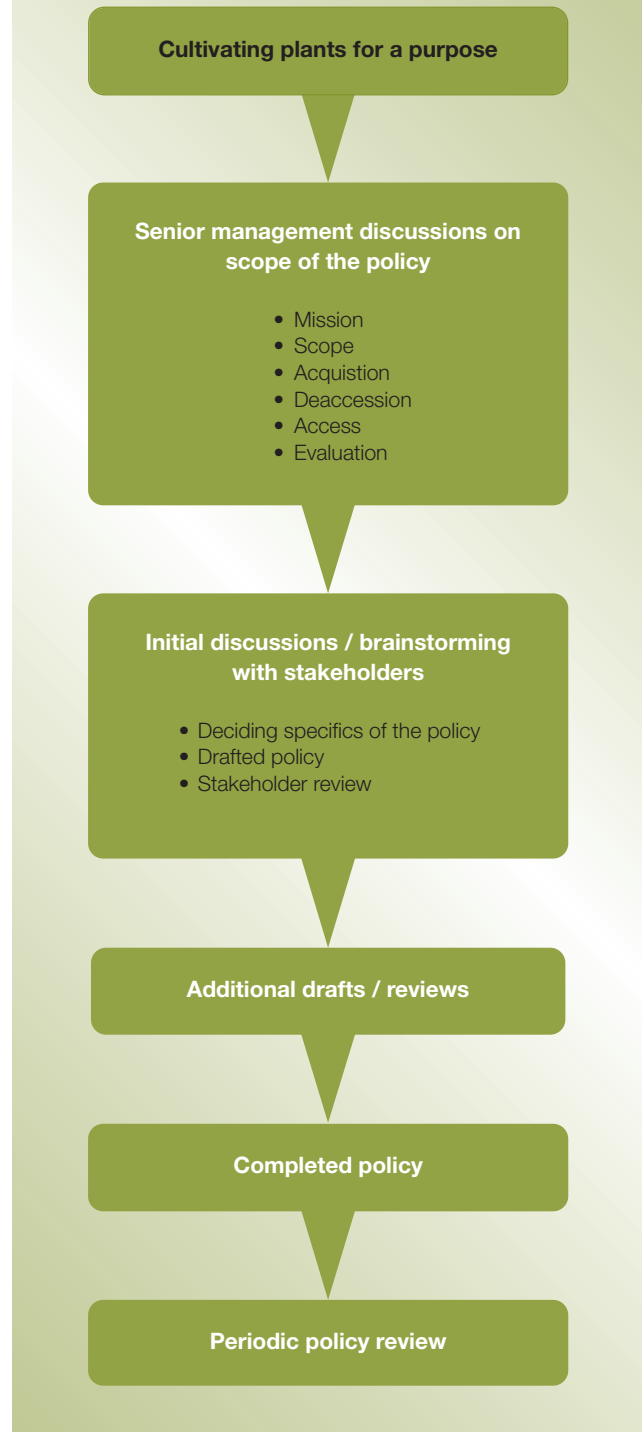 Cultivating plants for a purpose
Senior management discussions on
scope of the policy
• Mission
• Scope
• Acquistion
• Deaccession
• Access
• Evaluation
Initial discussions / brainstorming
with stakeholders
• Deciding specifics of the policy
• Drafted policy
• Stakeholder review
Additional drafts / reviews
Completed policy
Periodic policy review